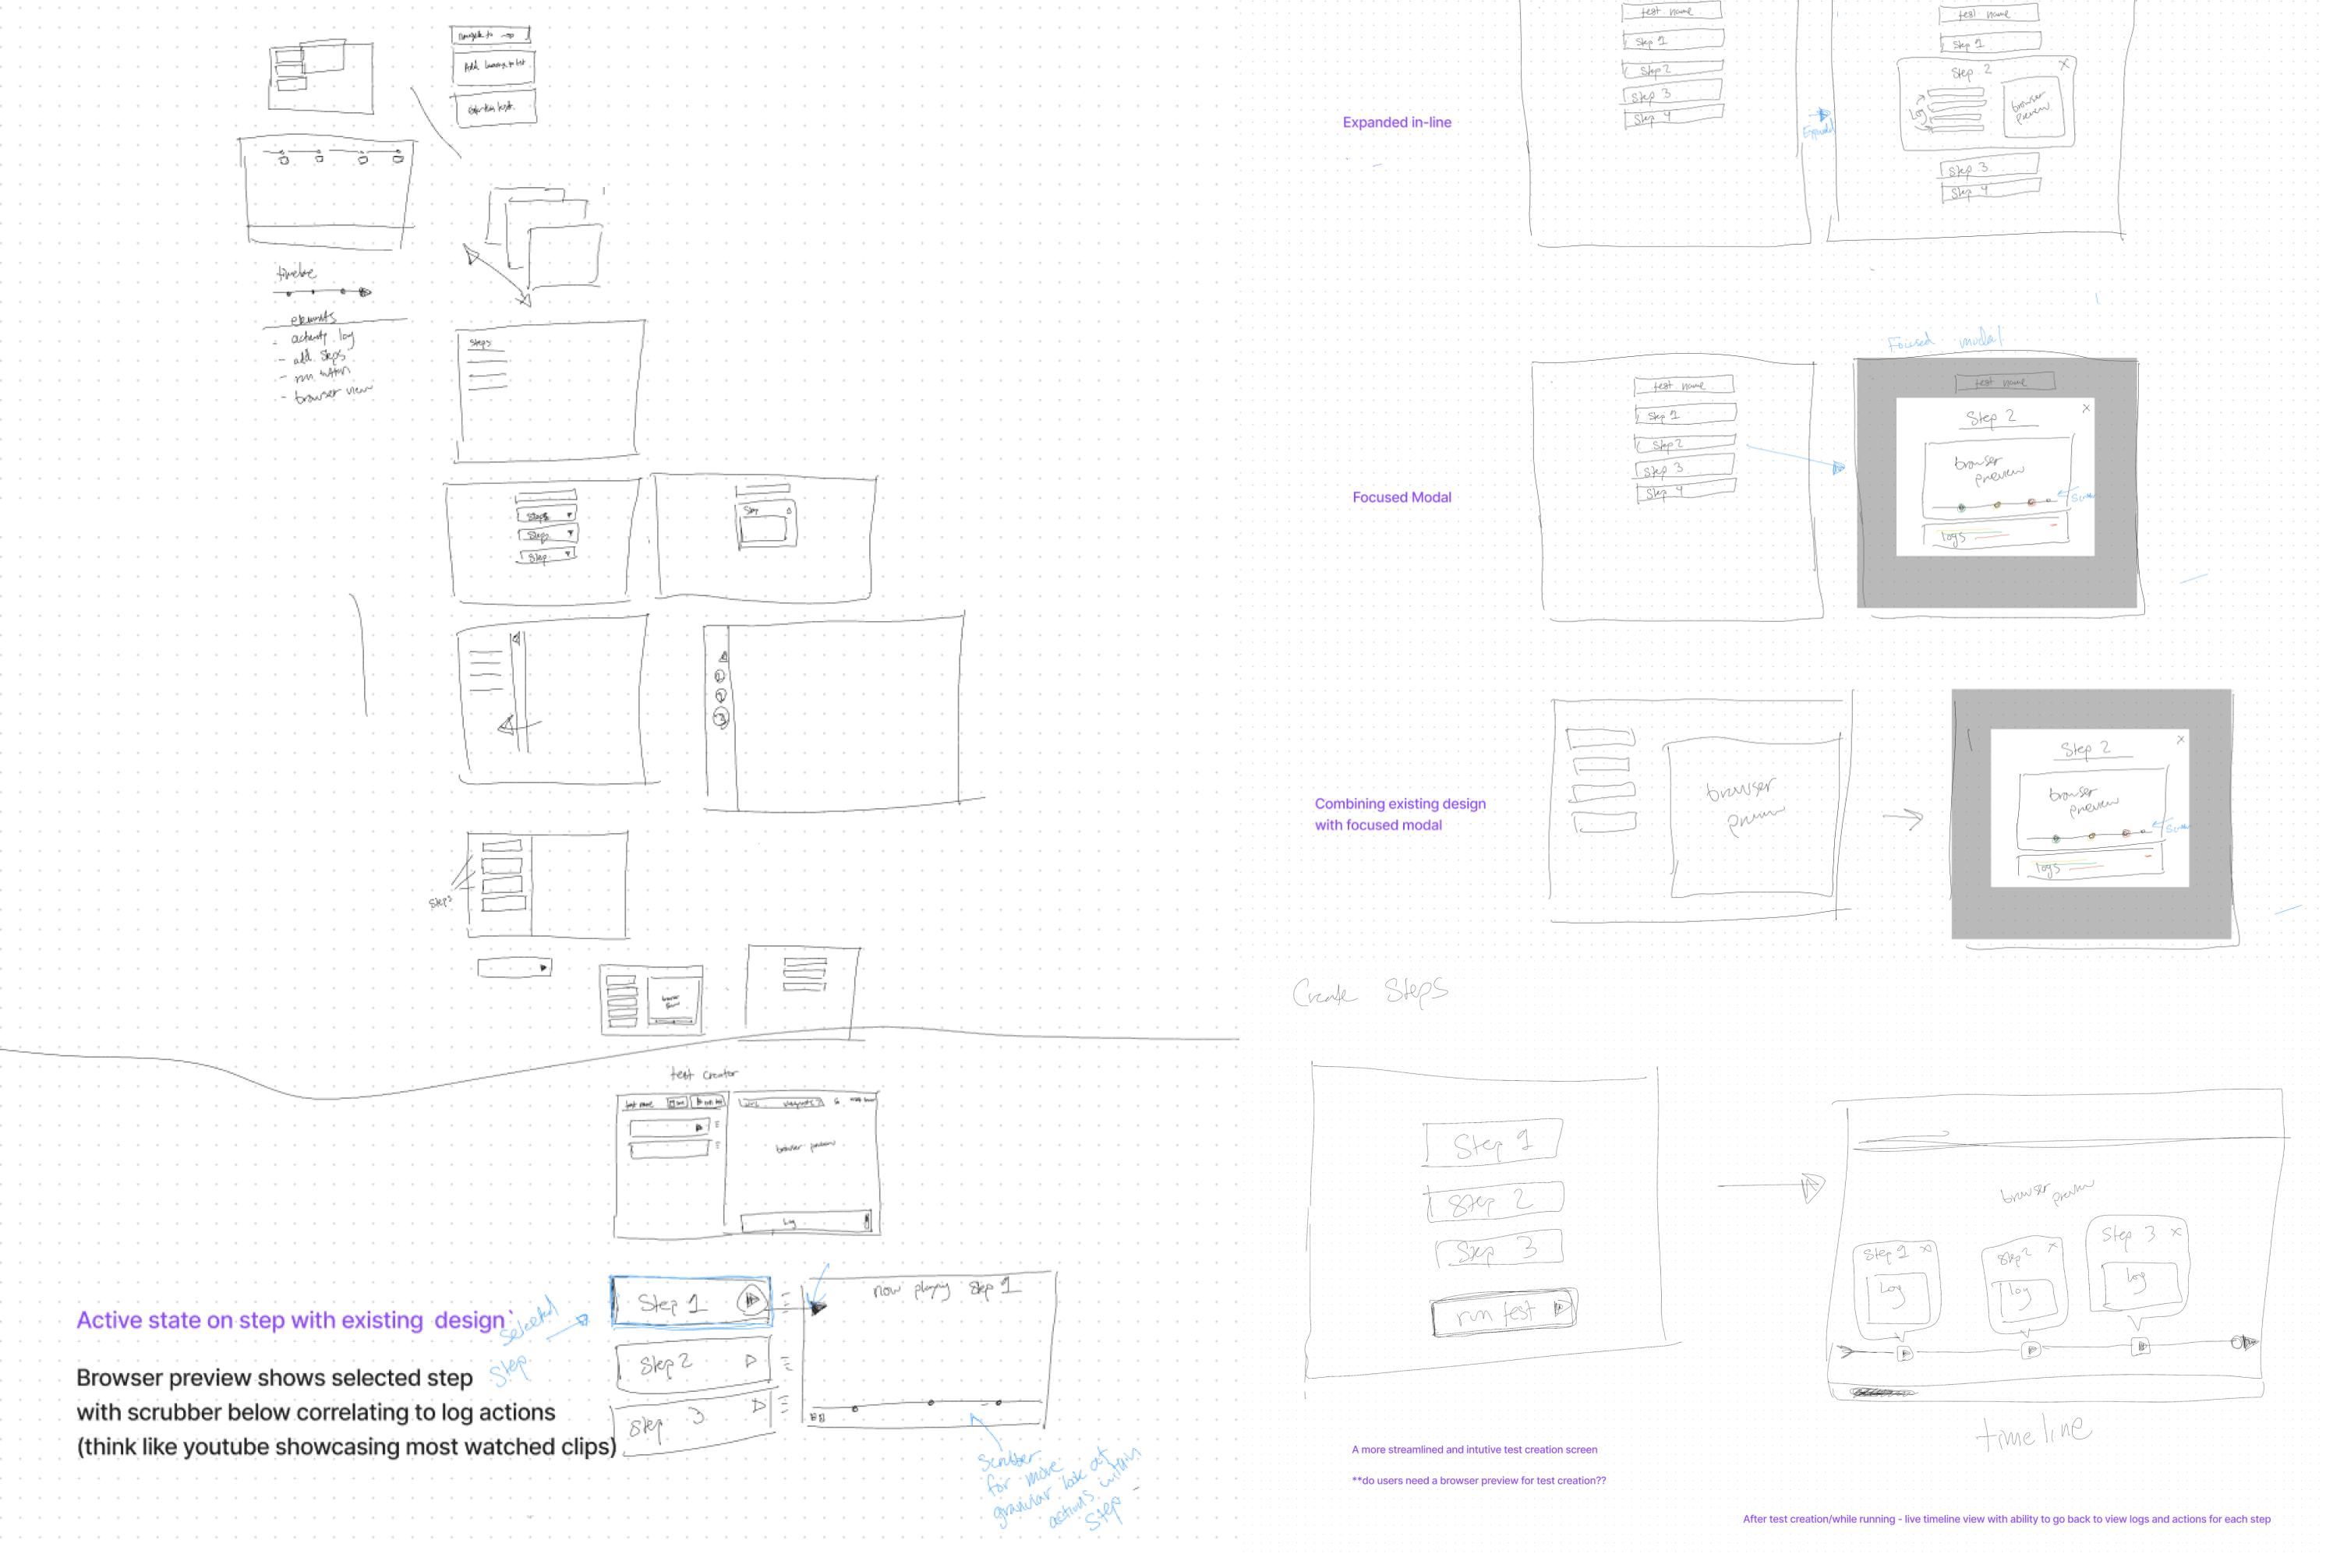 navigate to
timeline
elements
- activity log
- add steps
- run button
- browser view
Steps
Steps
Steps
Step
Step
1
2
3
Steps
browser
test creator
test name
browser preview
log
Active state on step with existing design
Browser preview shows selected step
with scrubber below correlating to log actions
(think like youtube showcasing most watched clips)
selected
step
Step 1
Step 2
Step 3
now playing Step 1
Scrubber
for more
granular look at
actions within
step
Expanded in-line
test name
Step 1
Step 2
Step 3
Step 4
Expand
test name
Step 1
Step 2
X
Log
browser
preview
Step 3
Step 4
Focused Modal
test name
Step 1
Step 2
Step 3
Step 4
Focused modal
test name
Step 2
X
browser
preview
logs
Combining existing design
with focused modal
browser
prevew
Step 2
X
browser
preview
logs
Create Steps
Step 1
Step 2
Step 3
run test
browser
preview
Step 1 X
Log
Step 2 X
log
Step 3 X
log
timeline
A more streamlined and intutive test creation screen
**do users need a browser preview for test creation??
After test creation/while running - live timeline view with ability to go back to view logs and actions for each step